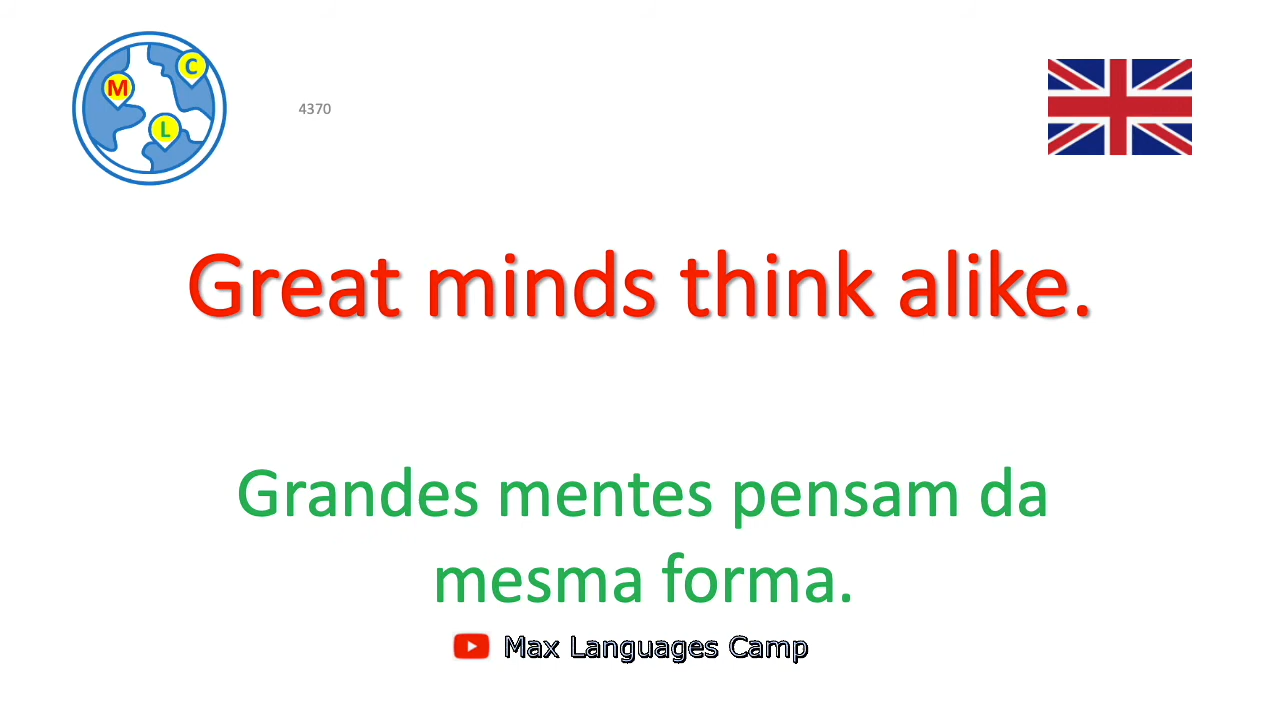 M
C
L
4370
Great minds think alike.
Grandes mentes pensam da
mesma forma.
Max Languages Camp